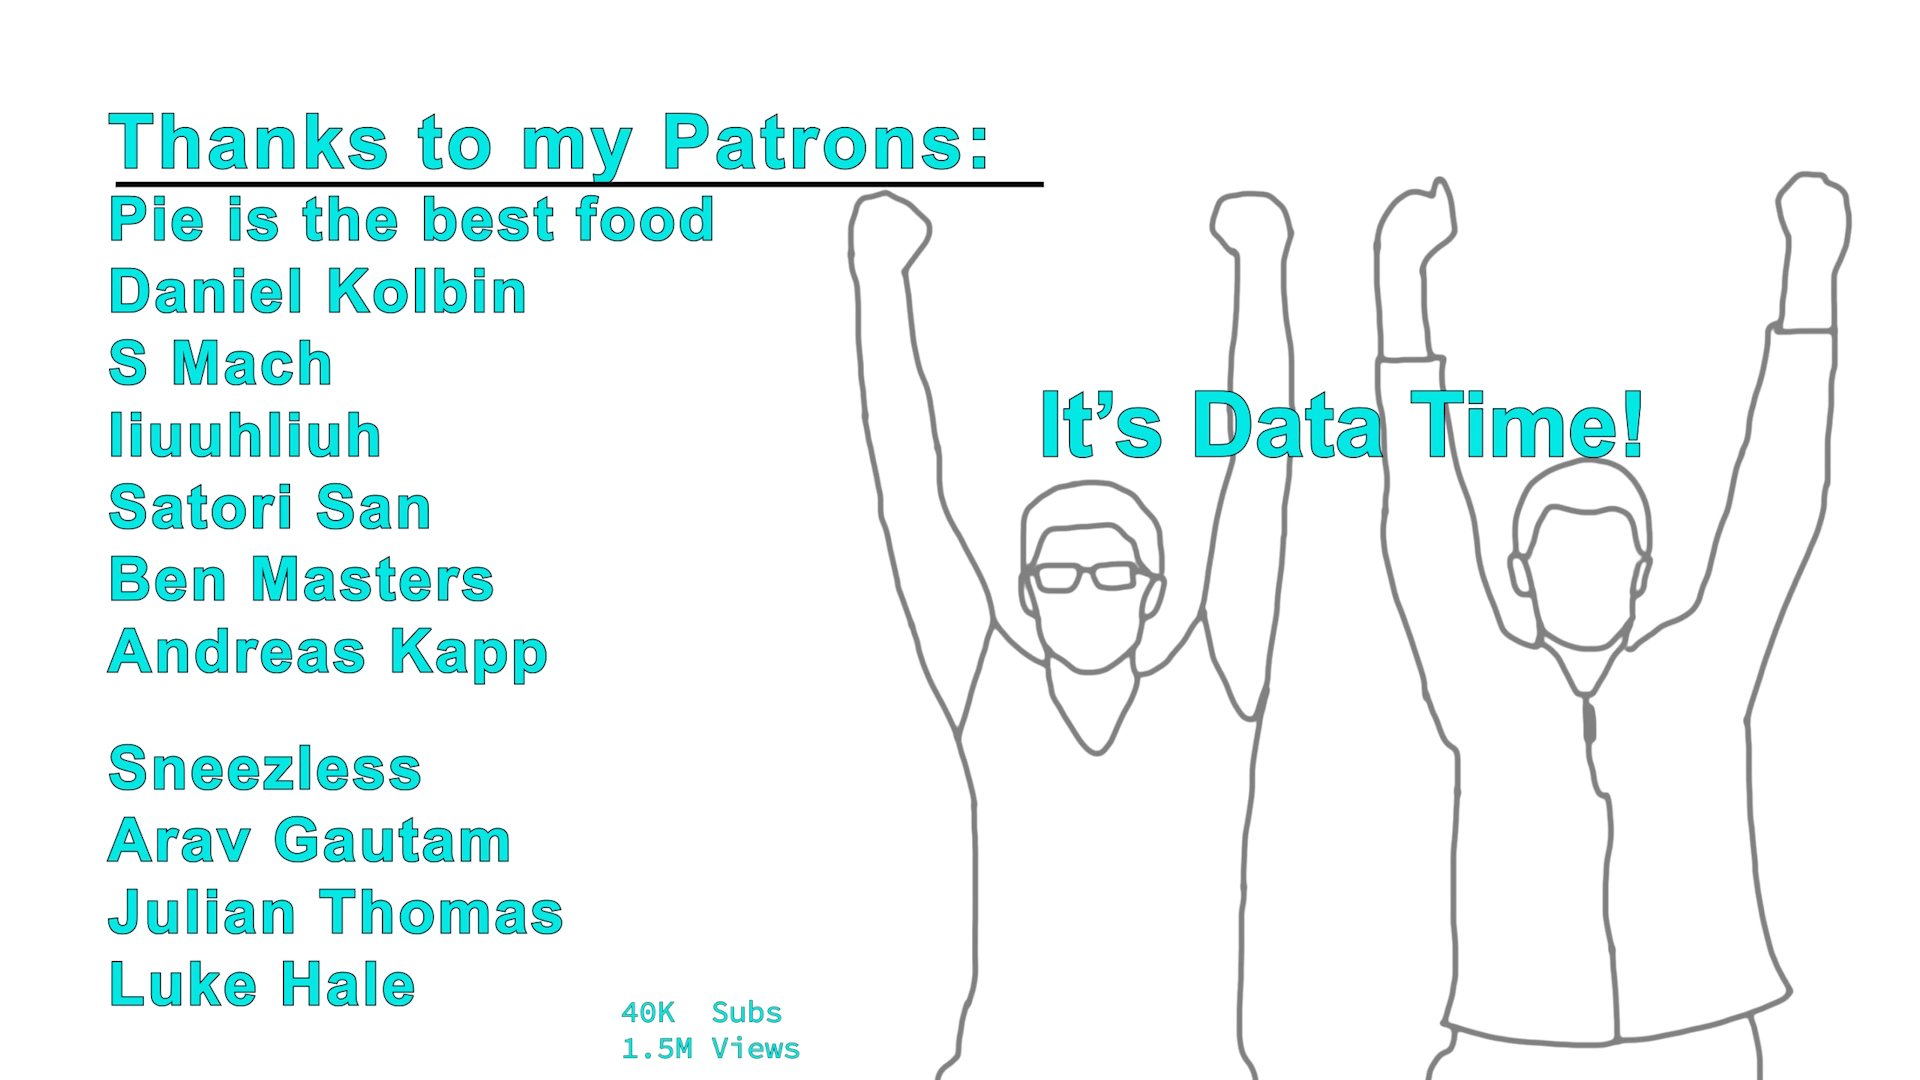 Thanks to my Patrons:
Pie is the best food
Daniel Kolbin
S Mach
liuuhliuh
Satori San
Ben Masters
Andreas Kapp
Sneezless
Arav Gautam
Julian Thomas
Luke Hale
It’s Data Time!
40K Subs
1.5M Views